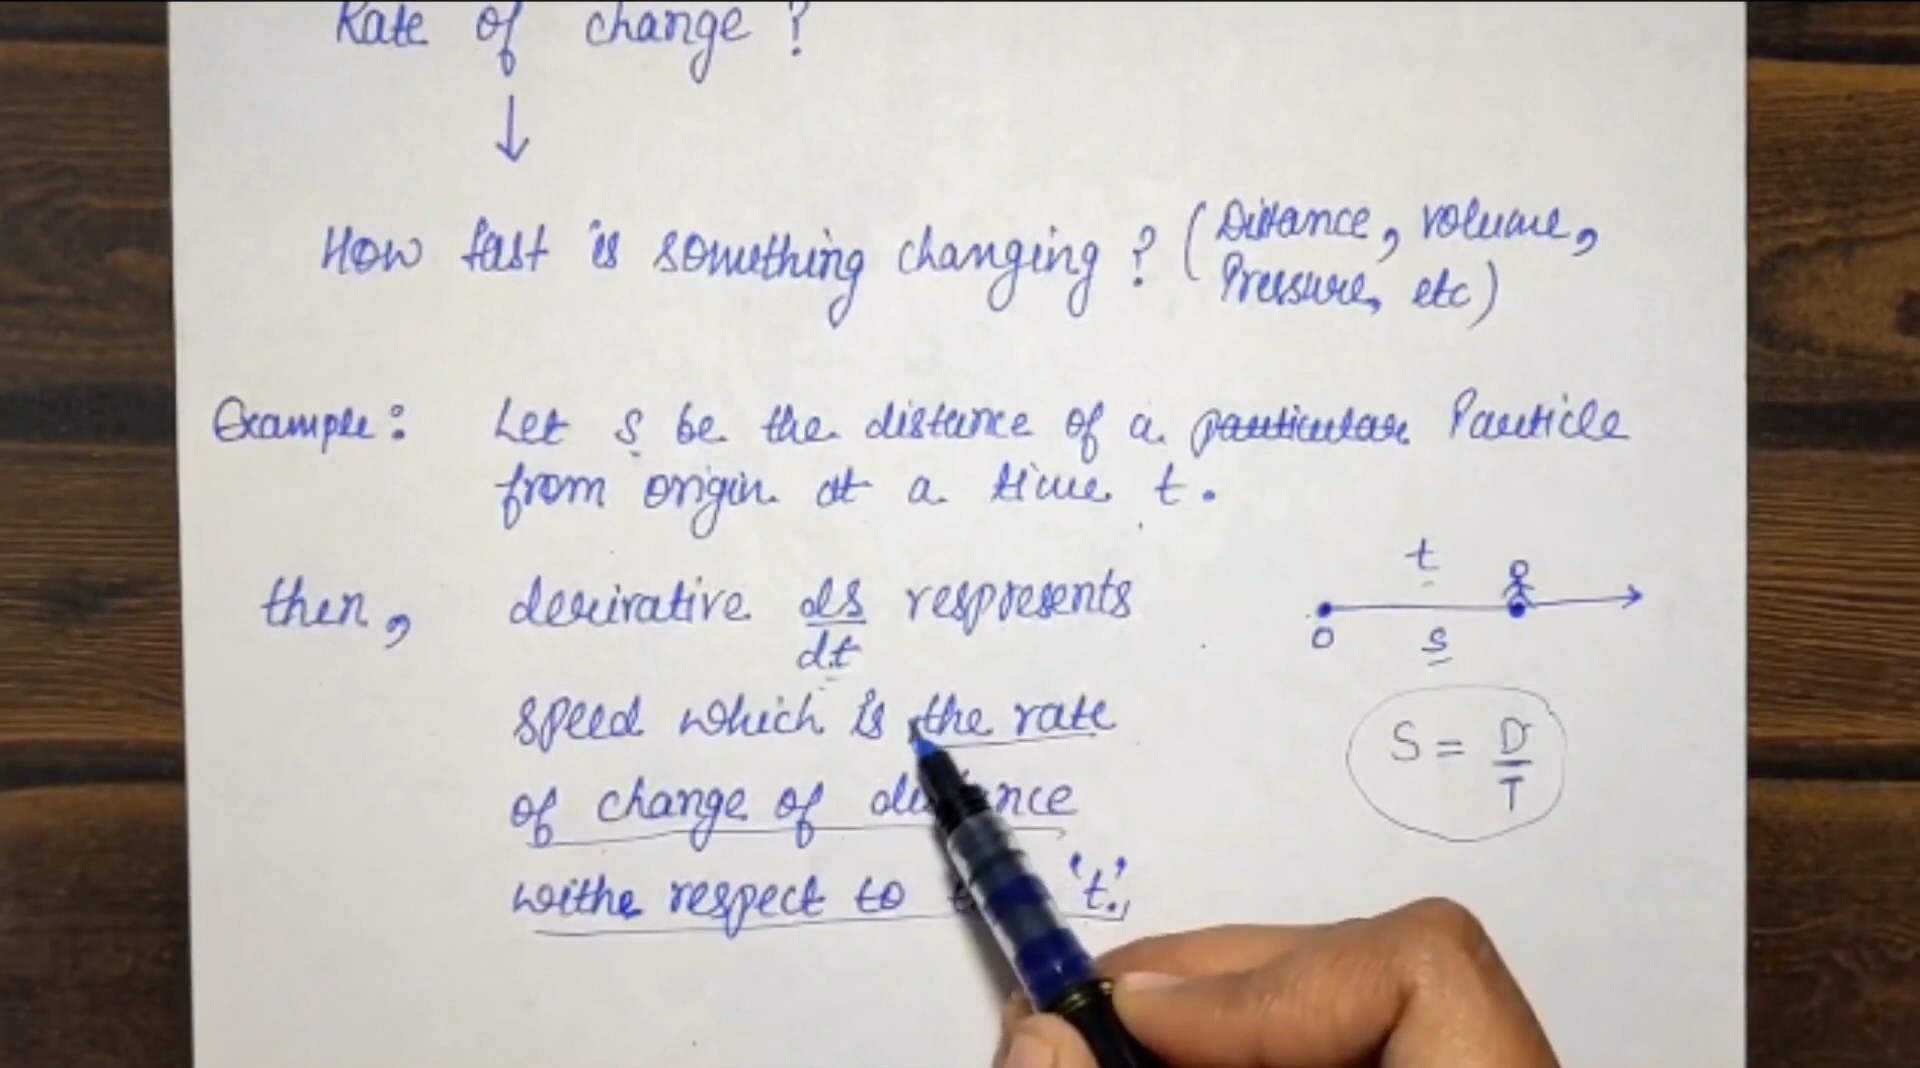 Rate of change ?
↓
How fast is something changing ? (Distance, volume,
Pressure, etc)
Example: Let s be the distance of a particular Particle
from origin at a time t.
then, derivative ds/dt respresents
speed which is the rate
of change of
withe respect to 't'.
t
O s
S = D/T